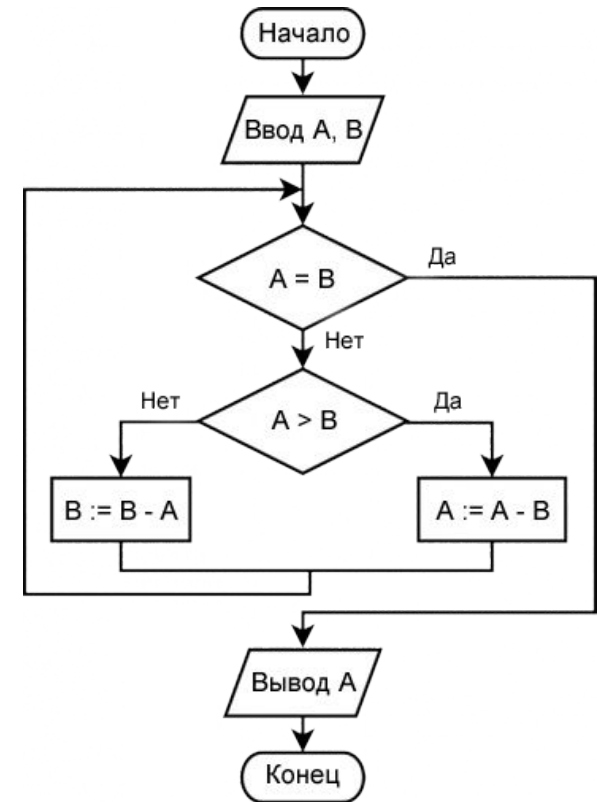 Начало
Ввод A, B
A = B
Да
Нет
A > B
Нет
Да
B := B - A
A := A - B
Вывод A
Конец